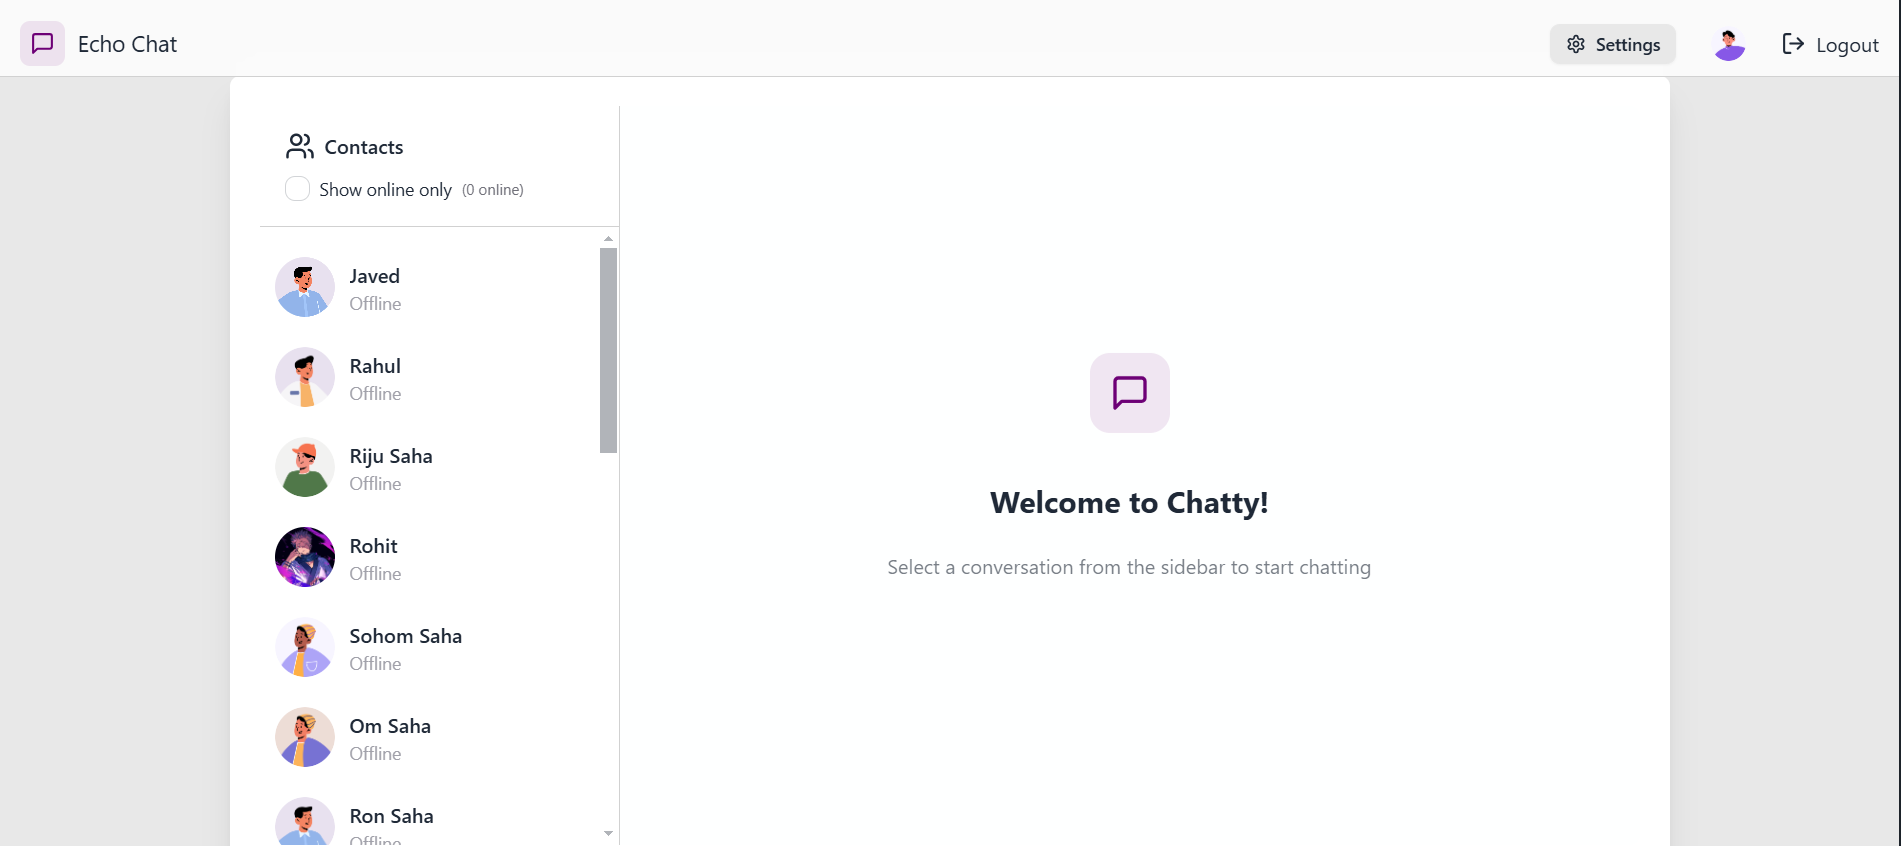 Echo Chat
Settings
Logout
Contacts
Show online only (0 online)
Javed
Offline
Rahul
Offline
Riju Saha
Offline
Rohit
Offline
Sohom Saha
Offline
Om Saha
Offline
Ron Saha
Offline
Welcome to Chatty!
Select a conversation from the sidebar to start chatting